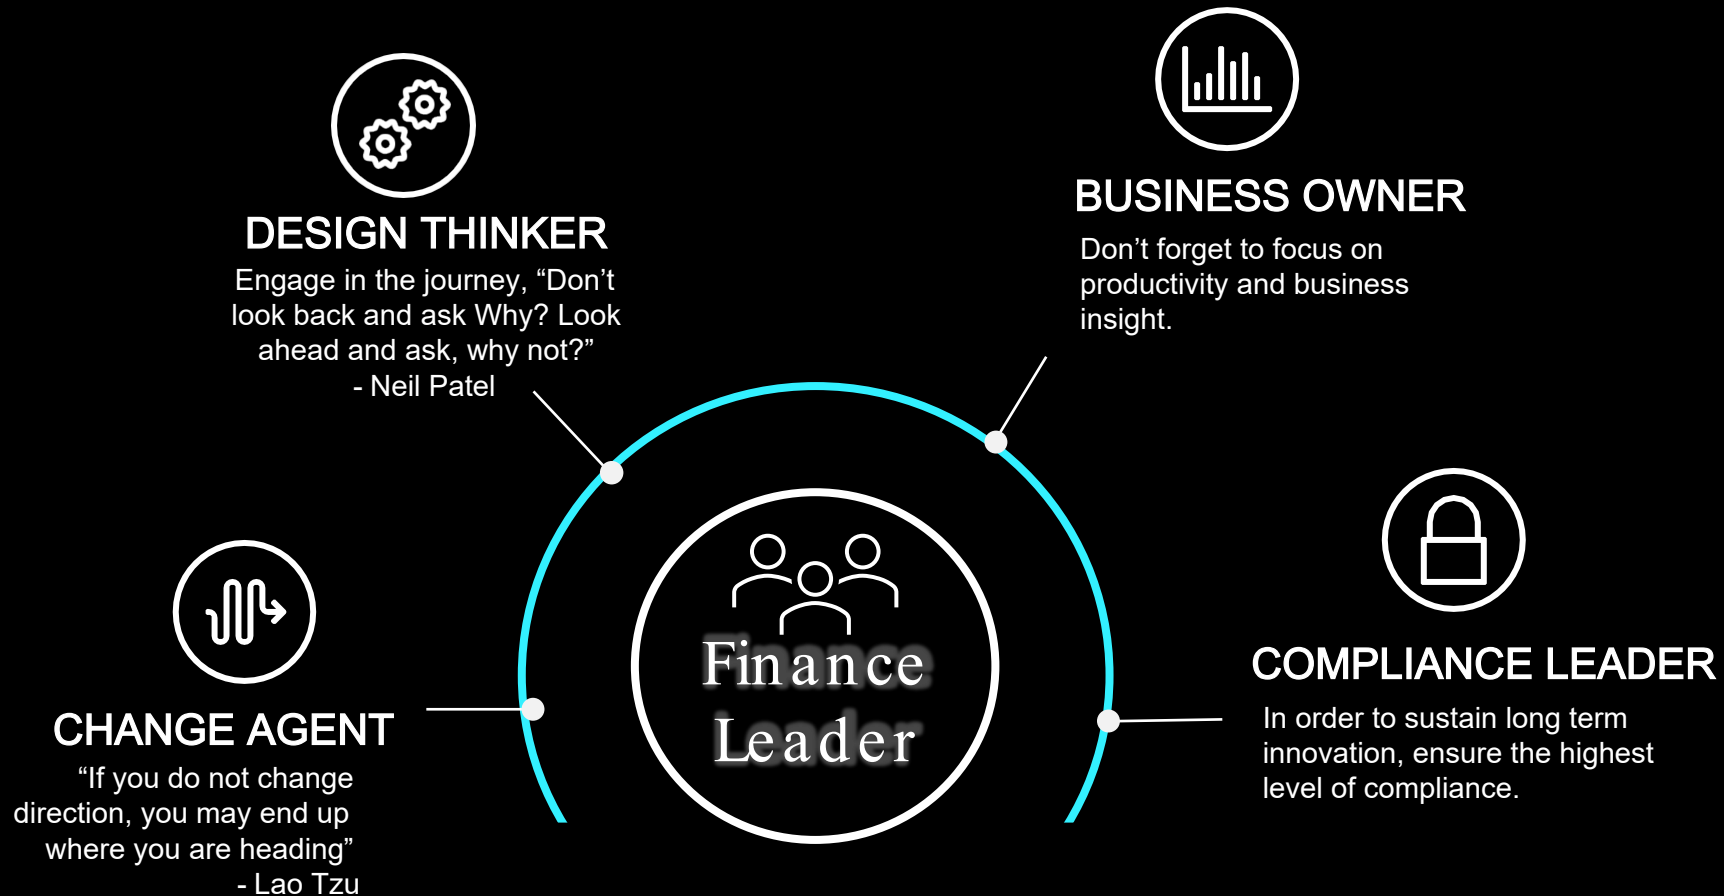 DESIGN THINKER
Engage in the journey, “Don’t
look back and ask Why? Look
ahead and ask, why not?”
- Neil Patel
BUSINESS OWNER
Don’t forget to focus on
productivity and business
insight.
CHANGE AGENT
“If you do not change
direction, you may end up
where you are heading”
- Lao Tzu
Finance
Leader
COMPLIANCE LEADER
In order to sustain long term
innovation, ensure the highest
level of compliance.